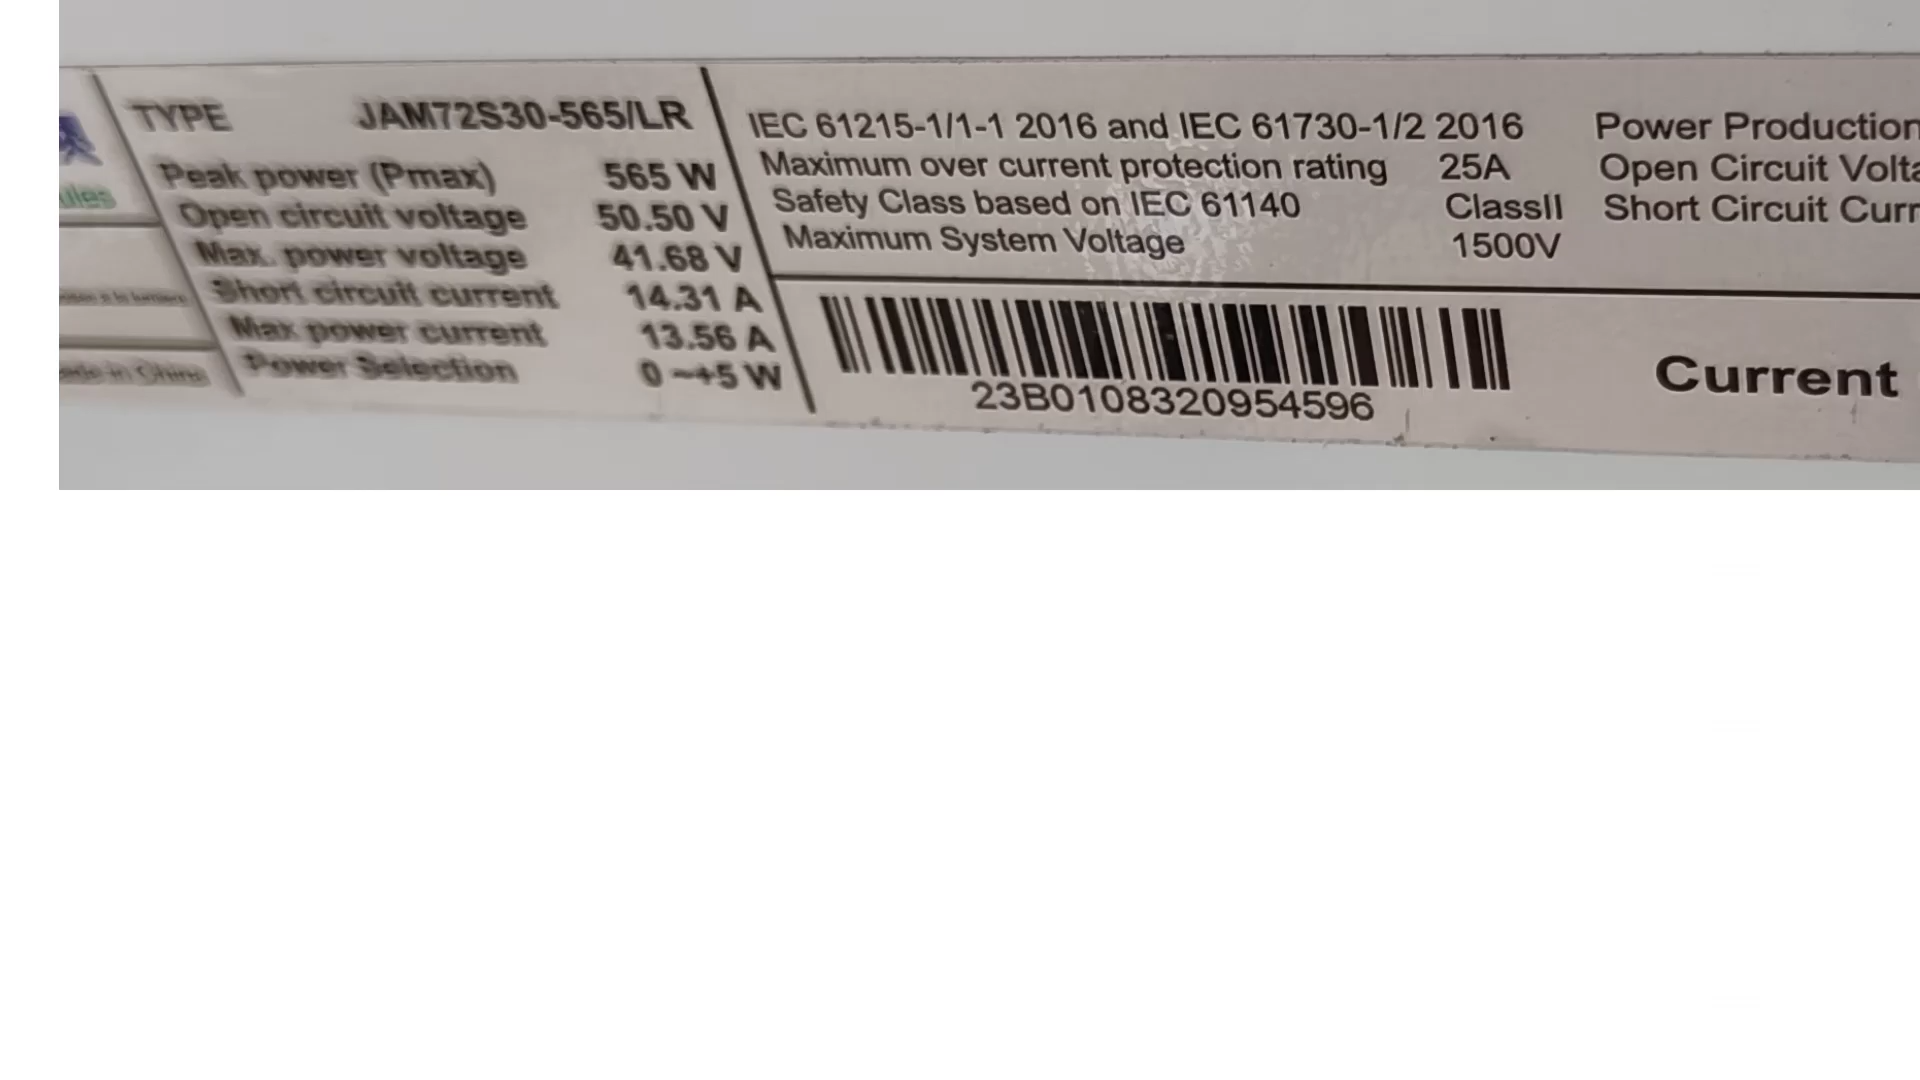 TYPE JAM72S30-565/LR
Peak power (Pmax) 565 W
Open circuit voltage 50.50 V
Max. power voltage 41.68 V
Short circuit current 14.31 A
Max power current 13.56 A
Power Selection 0 ~+5 W
ules
ade in China
IEC 61215-1/1-1 2016 and IEC 61730-1/2 2016
Maximum over current protection rating 25A
Safety Class based on IEC 61140 ClassII
Maximum System Voltage 1500V
23B0108320954596
Power Production
Open Circuit Volta
Short Circuit Curr
Current